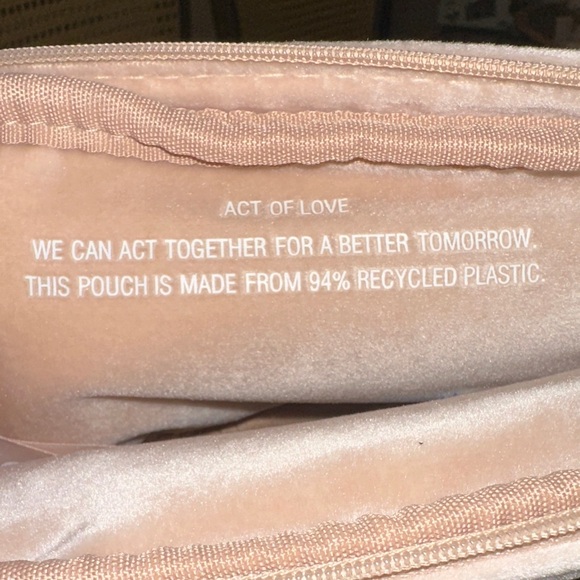 ACT OF LOVE
WE CAN ACT TOGETHER FOR A BETTER TOMORROW.
THIS POUCH IS MADE FROM 94% RECYCLED PLASTIC.